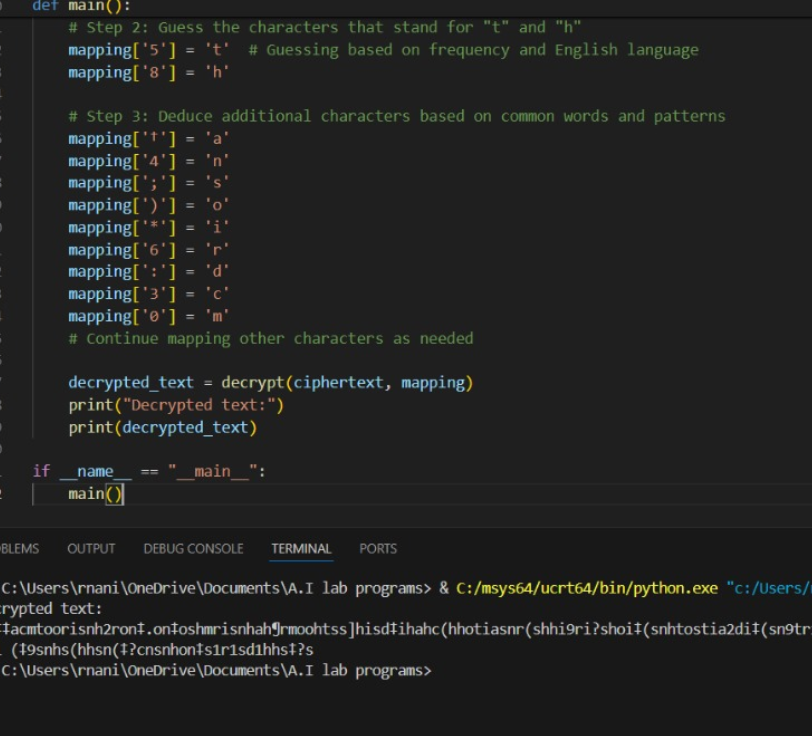 def main():
# Step 2: Guess the characters that stand for "t" and "h"
mapping['5'] = 't'  # Guessing based on frequency and English language
mapping['8'] = 'h'
# Step 3: Deduce additional characters based on common words and patterns
mapping['†'] = 'a'
mapping['4'] = 'n'
mapping[';'] = 's'
mapping[')'] = 'o'
mapping['*'] = 'i'
mapping['6'] = 'r'
mapping[':'] = 'd'
mapping['3'] = 'c'
mapping['0'] = 'm'
# Continue mapping other characters as needed
decrypted_text = decrypt(ciphertext, mapping)
print("Decrypted text:")
print(decrypted_text)
if __name__ == "__main__":
main()
BLEMS OUTPUT DEBUG CONSOLE TERMINAL PORTS
C:\Users\rnani\OneDrive\Documents\A.I lab programs> & C:/msys64/ucrt64/bin/python.exe "c:/Users/
crypted text:
‡acmtoorisnh2ron‡.on‡oshmrisnhah¶rmoohtss]hisd‡ihahc(hhotiasnr(shhi9ri?shoi‡(snhtostia2di‡(sn9tr
(‡9snhs(hhsn(‡?cnsnhon‡s1r1sd1hhs‡?s
C:\Users\rnani\OneDrive\Documents\A.I lab programs>